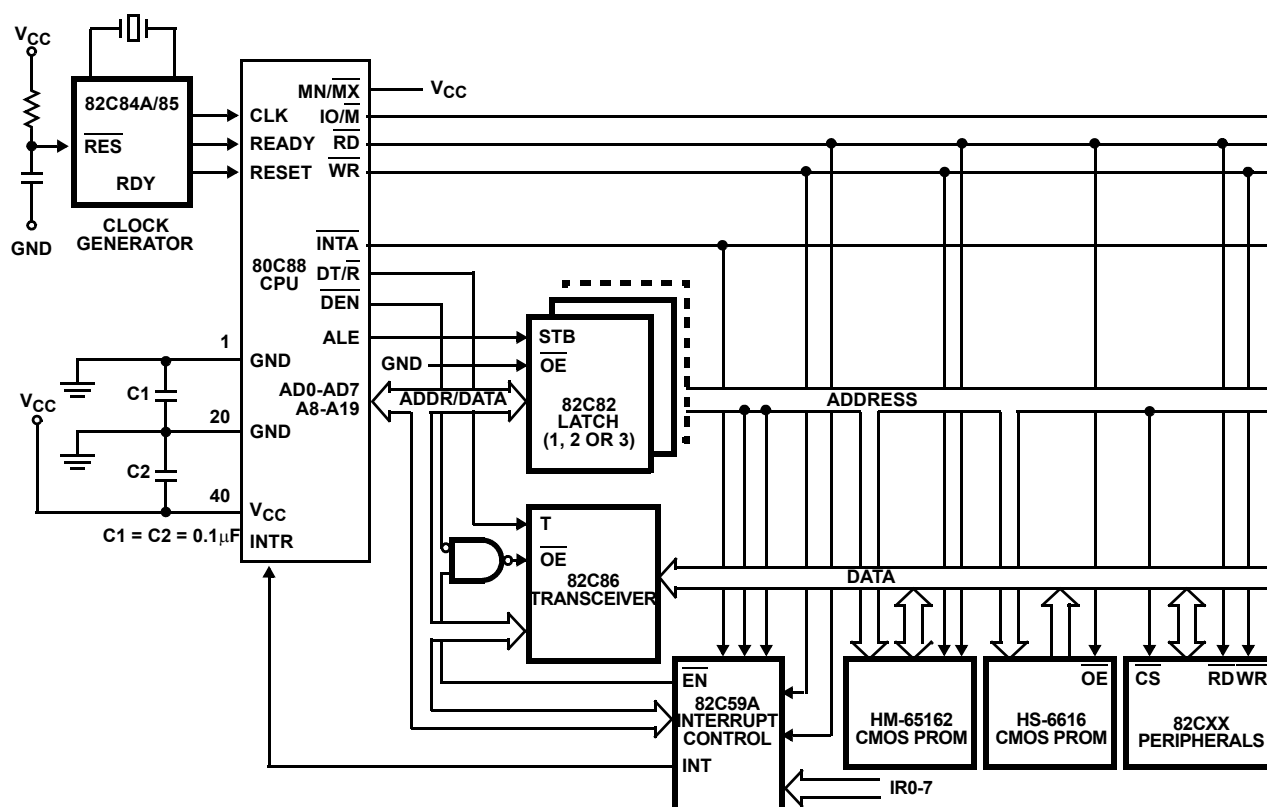 VCC
82C84A/85
RES
RDY
CLOCK
GENERATOR
GND
MN/MX
VCC
IO/M
RD
WR
CLK
READY
RESET
INTA
80C88
CPU
DT/R
DEN
ALE
1
GND
C1
VCC
AD0-AD7
A8-A19
20
GND
C2
40
VCC
C1 = C2 = 0.1μF
INTR
ADDR/DATA
STB
GND
OE
82C82
LATCH
(1, 2 OR 3)
ADDRESS
T
OE
82C86
TRANSCEIVER
DATA
EN
82C59A
INTERRUPT
CONTROL
INT
IR0-7
HM-65162
CMOS PROM
OE
HS-6616
CMOS PROM
CS
RD WR
82CXX
PERIPHERALS